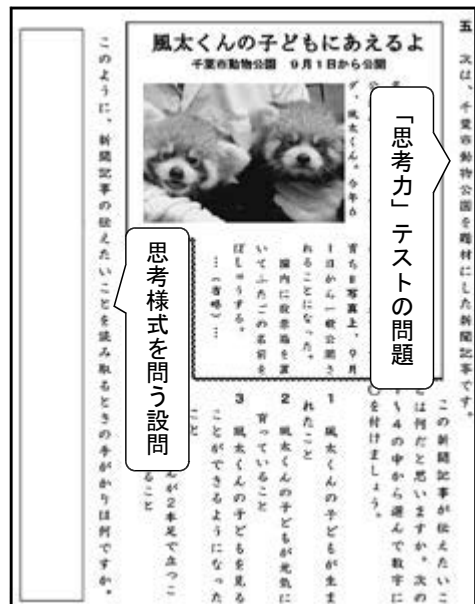 五 次は、千葉市動物公園を題材にした新聞記事です。
風太くんの子どもにあえるよ
千葉市動物公園 9月1日から公開
ダ、風太くん。今年6
育ち=写真上、9月
1日から一般公開さ
れることになった。
園内に投票箱を置
いてふたごの名前を
ぼしゅうする。
…(省略)…
「思考力」テストの問題
この新聞記事が伝えたいこ
とは何だと思いますか。次の
1〜4の中から選んで数字に
○を付けましょう。
1 風太くんの子どもが生ま
れたこと
2 風太くんの子どもが元気に
育っていること
3 風太くんの子どもを見る
ことができるようになった
こと
んが2本足で立つこ
ること
思考様式を問う設問
このように、新聞記事の伝えたいことを読み取るときの手がかりは何ですか。